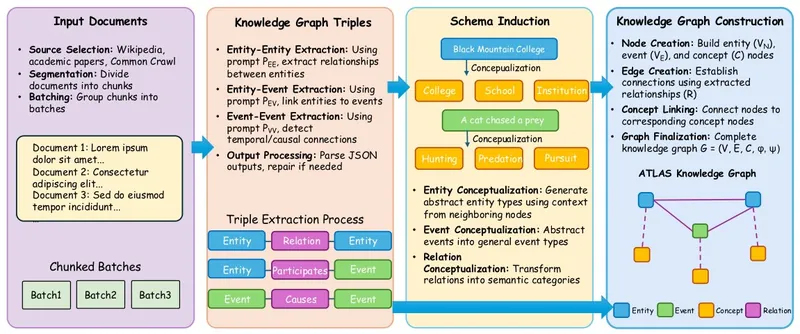 Input Documents
• Source Selection: Wikipedia,
academic papers, Common Crawl
• Segmentation: Divide
documents into chunks
• Batching: Group chunks into
batches
Document 1: Lorem ipsum
dolor sit amet...
Document 2: Consectetur
adipiscing elit...
Document 3: Sed do eiusmod
tempor incididunt...
...
Chunked Batches
Batch1 Batch2 Batch3
Knowledge Graph Triples
• Entity-Entity Extraction: Using
prompt PEE, extract relationships
between entities
• Entity-Event Extraction: Using
prompt PEV, link entities to events
• Event-Event Extraction: Using
prompt PVV, detect
temporal/causal connections
• Output Processing: Parse JSON
outputs, repair if needed
Triple Extraction Process
Entity Relation Entity
Entity Participates Event
Event Causes Event
Schema Induction
Black Mountain College
Concepualization
College School Institution
A cat chased a prey
Conceptualization
Hunting Predation Pursuit
• Entity Conceptualization: Generate
abstract entity types using context
from neighboring nodes
• Event Conceptualization: Abstract
events into general event types
• Relation
Conceptualization: Transform
relations into semantic categories
Knowledge Graph Construction
• Node Creation: Build entity (VN),
event (VE), and concept (C) nodes
• Edge Creation: Establish
connections using extracted
relationships (R)
• Concept Linking: Connect nodes to
corresponding concept nodes
• Graph Finalization: Complete
knowledge graph G = (V, E, C, φ, ψ)
ATLAS Knowledge Graph
Entity Event Concept Relation